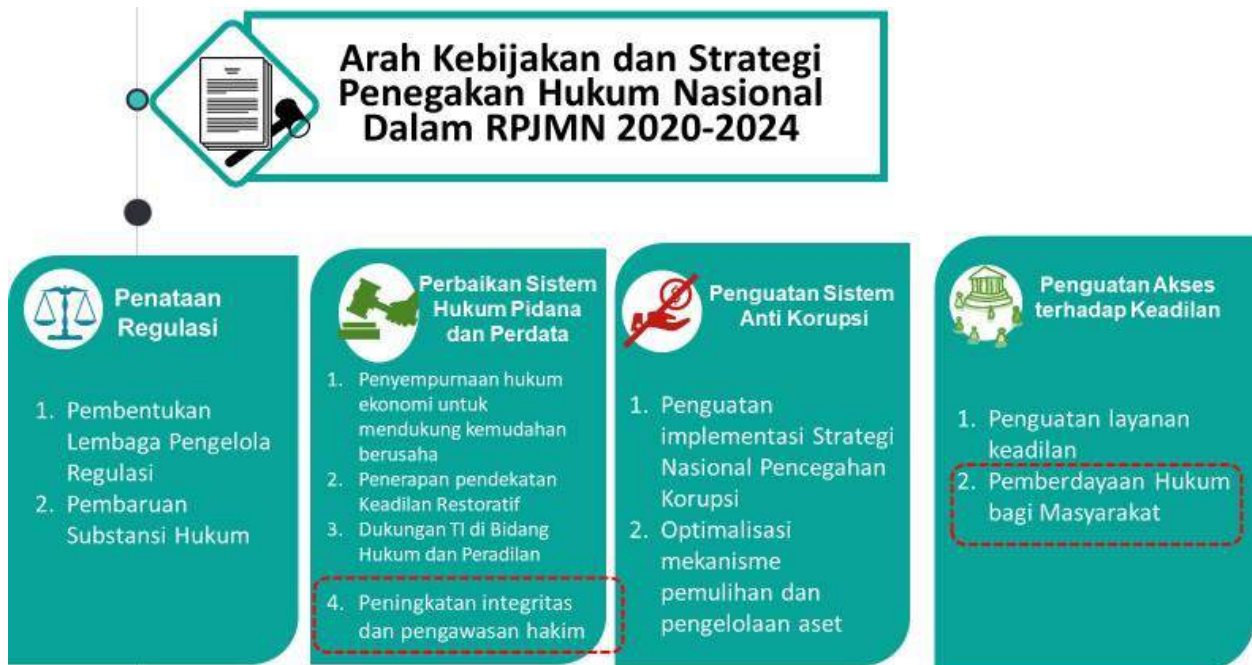 Arah Kebijakan dan Strategi
Penegakan Hukum Nasional
Dalam RPJMN 2020-2024
Penataan
Regulasi
1. Pembentukan
Lembaga Pengelola
Regulasi
2. Pembaruan
Substansi Hukum
Perbaikan Sistem
Hukum Pidana
dan Perdata
1. Penyempurnaan hukum
ekonomi untuk
mendukung kemudahan
berusaha
2. Penerapan pendekatan
Keadilan Restoratif
3. Dukungan TI di Bidang
Hukum dan Peradilan
4. Peningkatan integritas
dan pengawasan hakim
Penguatan Sistem
Anti Korupsi
1. Penguatan
implementasi Strategi
Nasional Pencegahan
Korupsi
2. Optimalisasi
mekanisme
pemulihan dan
pengelolaan aset
Penguatan Akses
terhadap Keadilan
1. Penguatan layanan
keadilan
2. Pemberdayaan Hukum
bagi Masyarakat